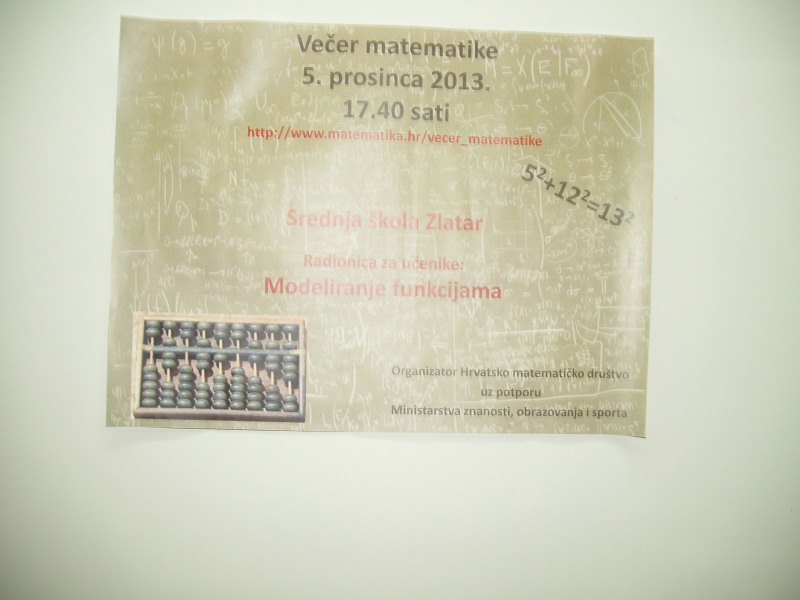 Večer matematike
5. prosinca 2013.
17.40 sati
http://www.matematika.hr/vecer_matematike
5²+12²=13²
Srednja škola Zlatar
Radionica za učenike:
Modeliranje funkcijama
Organizator Hrvatsko matematičko društvo
uz potporu
Ministarstva znanosti, obrazovanja i sporta